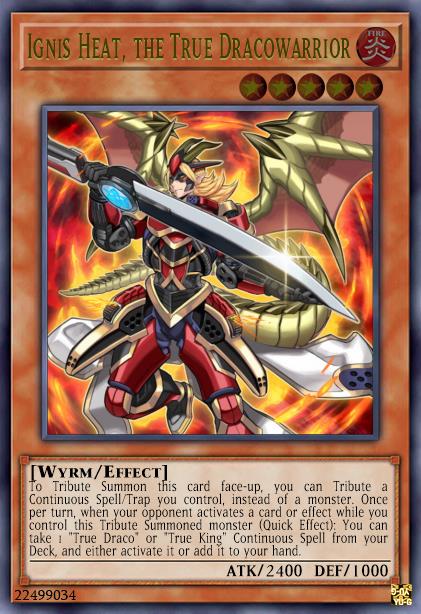 Ignis Heat, the True Dracowarrior
FIRE
炎
[Wyrm/Effect]
To Tribute Summon this card face-up, you can Tribute a
Continuous Spell/Trap you control, instead of a monster. Once
per turn, when your opponent activates a card or effect while you
control this Tribute Summoned monster (Quick Effect): You can
take 1 "True Draco" or "True King" Continuous Spell from your
Deck, and either activate it or add it to your hand.
ATK/2400 DEF/1000
22499034